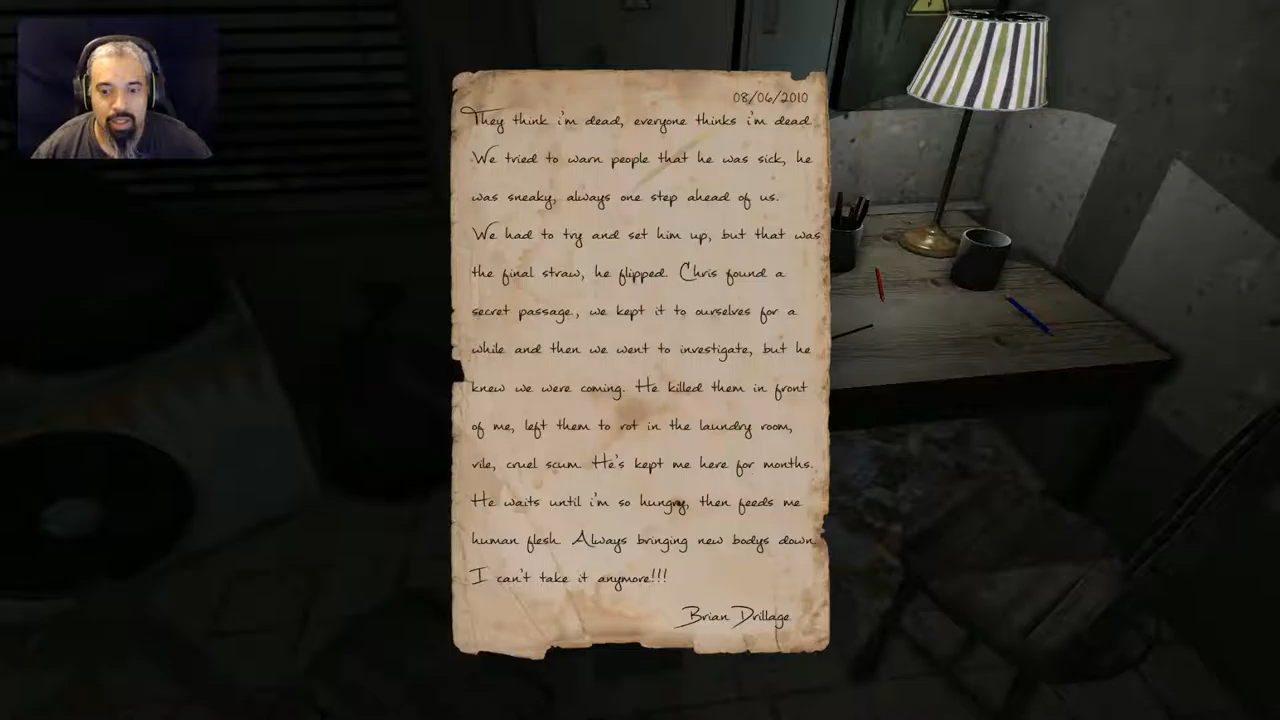 08/06/2010
They think i'm dead, everyone thinks i'm dead.
We tried to warn people that he was sick, he
was sneaky, always one step ahead of us.
We had to try and set him up, but that was
the final straw, he flipped. Chris found a
secret passage, we kept it to ourselves for a
while and then we went to investigate, but he
knew we were coming. He killed them in front
of me, left them to rot in the laundry room,
vile, cruel scum. He's kept me here for months.
He waits until i'm so hungry, then feeds me
human flesh. Always bringing new bodys down.
I can't take it anymore!!!
Brian Drillage